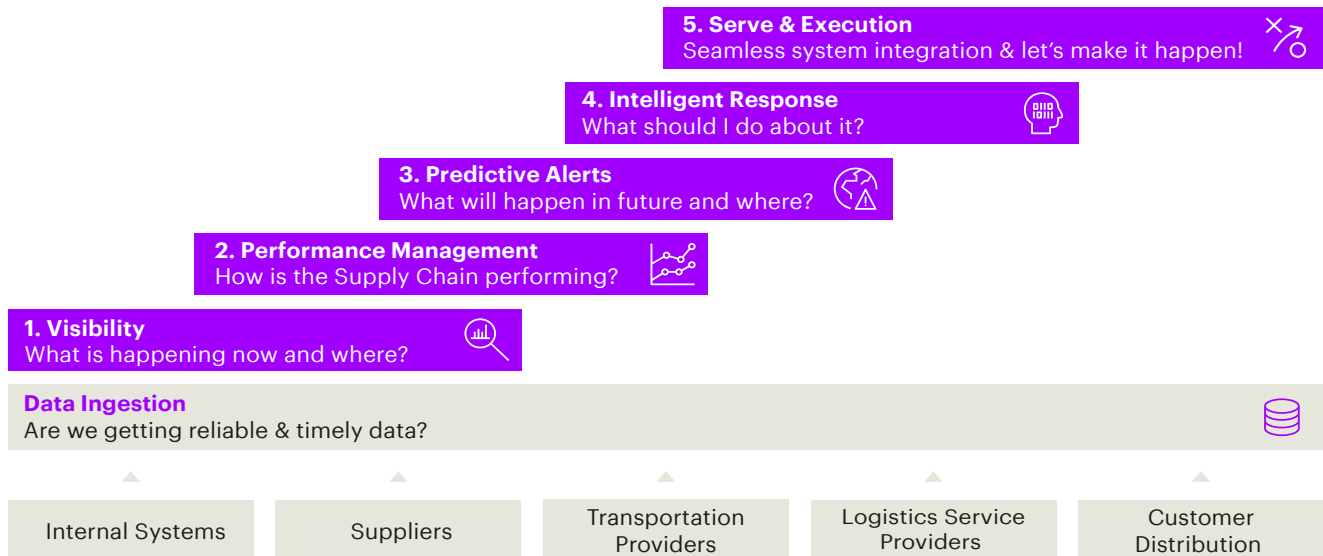 5. Serve & Execution
Seamless system integration & let's make it happen!
4. Intelligent Response
What should I do about it?
3. Predictive Alerts
What will happen in future and where?
2. Performance Management
How is the Supply Chain performing?
1. Visibility
What is happening now and where?
Data Ingestion
Are we getting reliable & timely data?
Internal Systems
Suppliers
Transportation
Providers
Logistics Service
Providers
Customer
Distribution